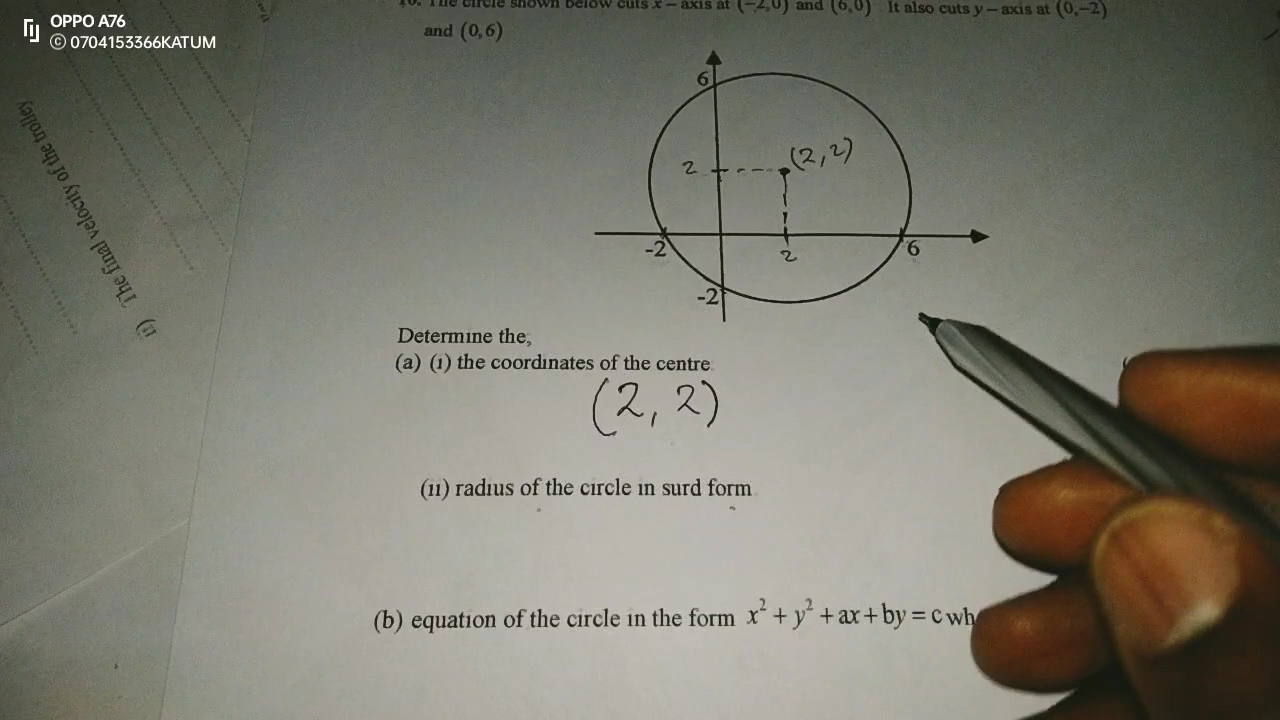 OPPO A76
© 0704153366KATUM
10. The circle shown below cuts x – axis at (−2,0) and (6,0) It also cuts y – axis at (0,−2)
and (0,6)
6
2
(2,2)
-2
2
6
-2
Determine the,
(a) (i) the coordinates of the centre
(2, 2)
(ii) radius of the circle in surd form
(b) equation of the circle in the form x² + y² + ax + by = c wh
ii) The final velocity of the trolley